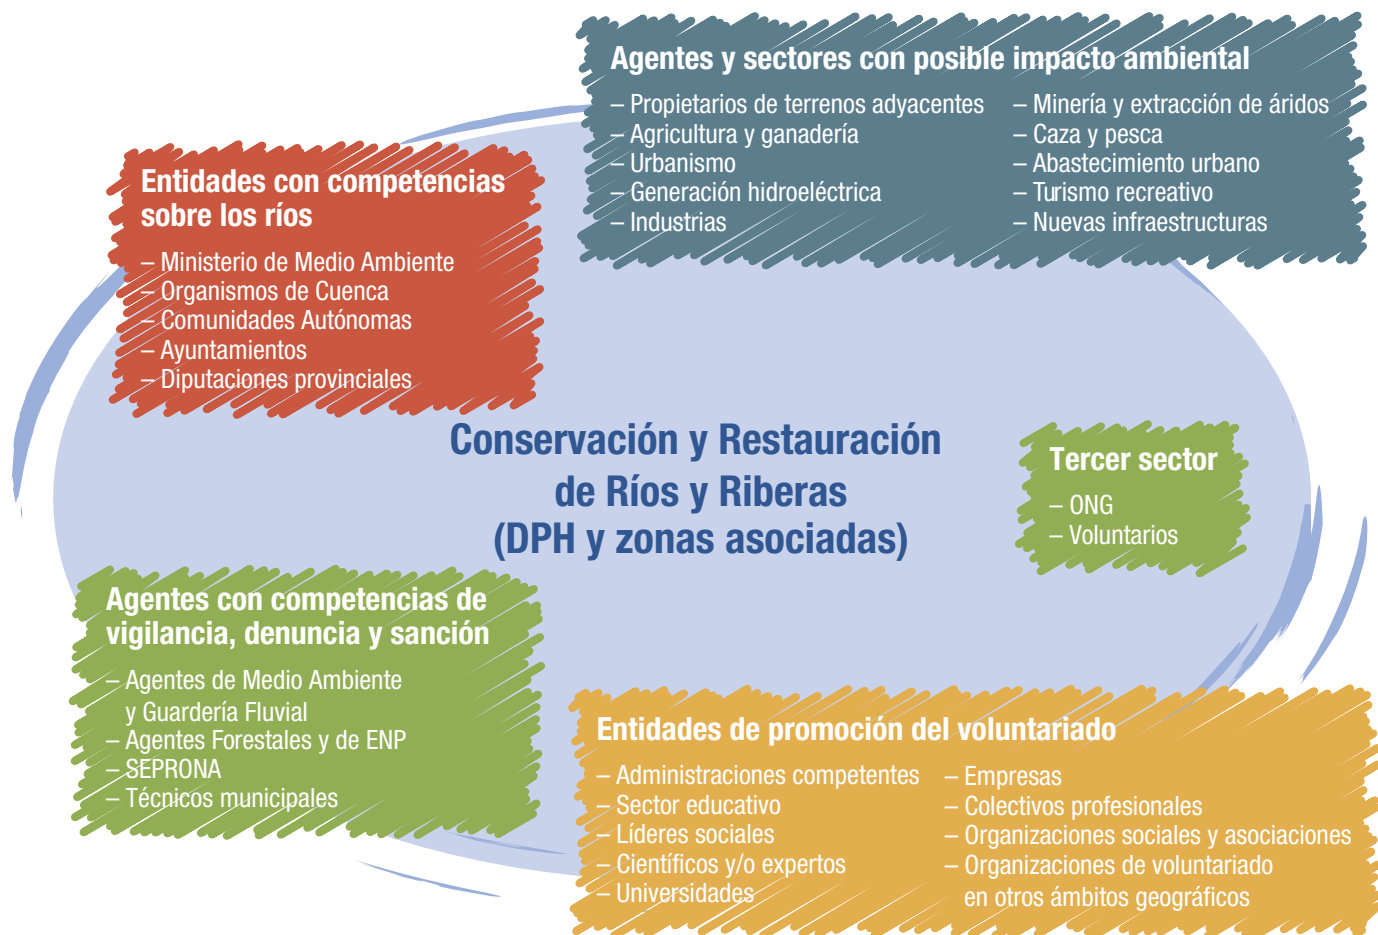 Agentes y sectores con posible impacto ambiental
– Propietarios de terrenos adyacentes
– Agricultura y ganadería
– Urbanismo
– Generación hidroeléctrica
– Industrias
– Minería y extracción de áridos
– Caza y pesca
– Abastecimiento urbano
– Turismo recreativo
– Nuevas infraestructuras
Entidades con competencias
sobre los ríos
– Ministerio de Medio Ambiente
– Organismos de Cuenca
– Comunidades Autónomas
– Ayuntamientos
– Diputaciones provinciales
Conservación y Restauración
de Ríos y Riberas
(DPH y zonas asociadas)
Tercer sector
– ONG
– Voluntarios
Agentes con competencias de
vigilancia, denuncia y sanción
– Agentes de Medio Ambiente
y Guardería Fluvial
– Agentes Forestales y de ENP
– SEPRONA
– Técnicos municipales
Entidades de promoción del voluntariado
– Administraciones competentes
– Sector educativo
– Líderes sociales
– Científicos y/o expertos
– Universidades
– Empresas
– Colectivos profesionales
– Organizaciones sociales y asociaciones
– Organizaciones de voluntariado
en otros ámbitos geográficos